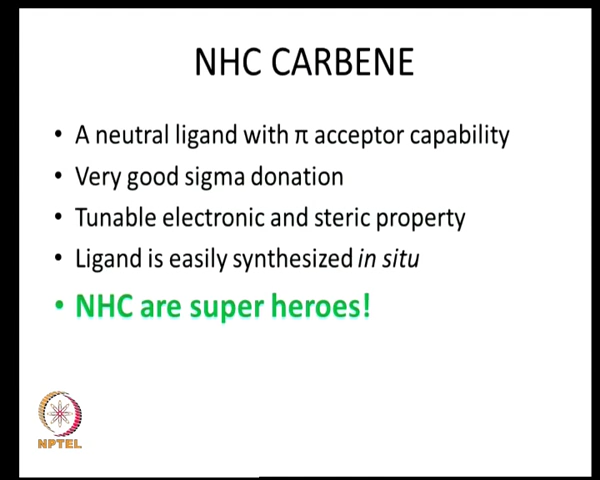 NHC CARBENE
• A neutral ligand with π acceptor capability
• Very good sigma donation
• Tunable electronic and steric property
• Ligand is easily synthesized in situ
• NHC are super heroes!
NPTEL